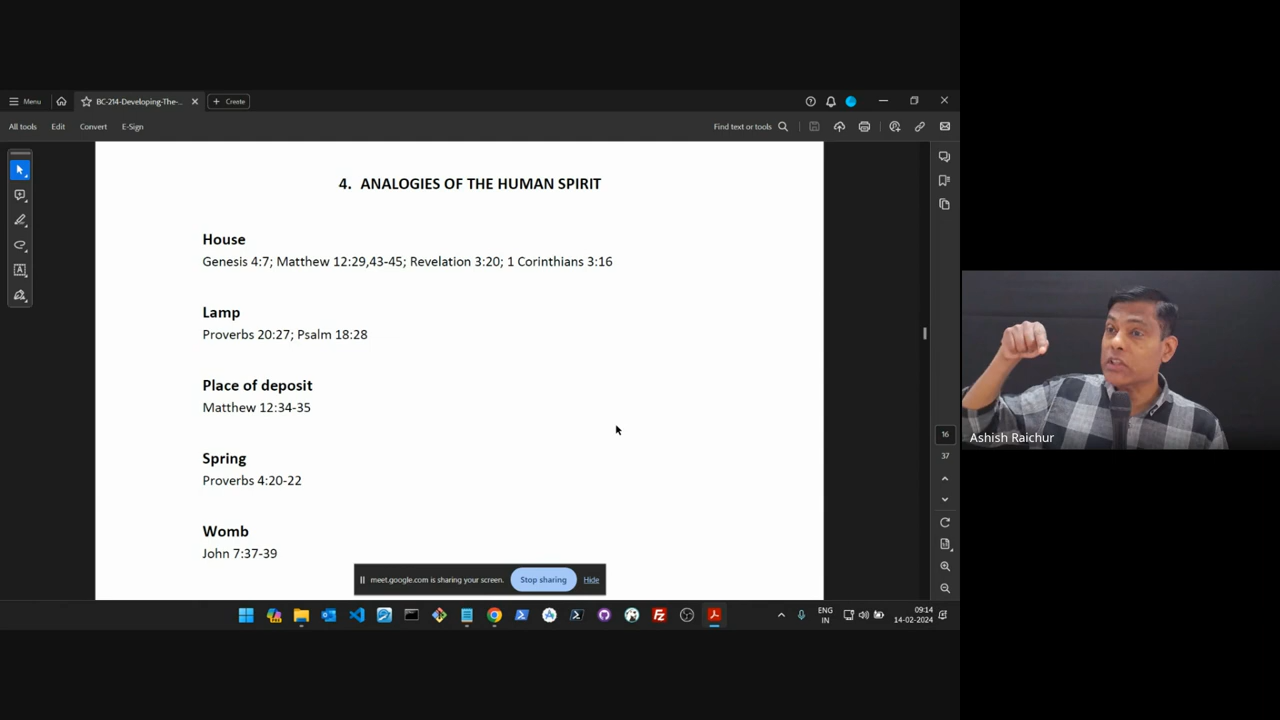 Menu
BC-214-Developing-The-...
Create
All tools
Edit
Convert
E-Sign
Find text or tools
4. ANALOGIES OF THE HUMAN SPIRIT
House
Genesis 4:7; Matthew 12:29,43-45; Revelation 3:20; 1 Corinthians 3:16
Lamp
Proverbs 20:27; Psalm 18:28
Place of deposit
Matthew 12:34-35
Spring
Proverbs 4:20-22
Womb
John 7:37-39
16
37
Ashish Raichur
meet.google.com is sharing your screen.
Stop sharing
Hide
ENG
IN
09:14
14-02-2024